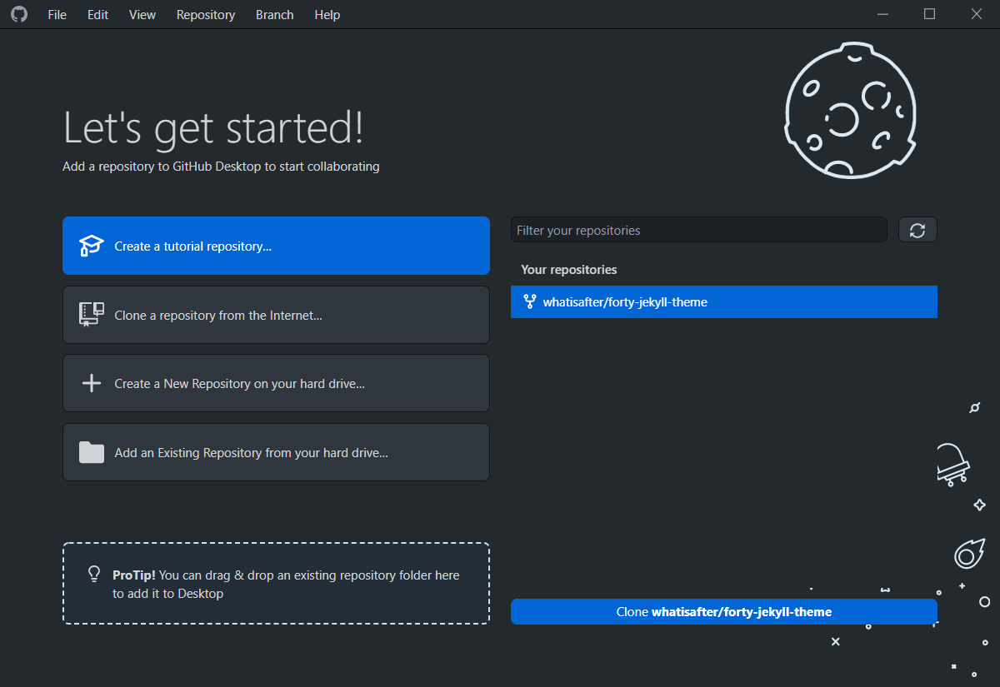 File Edit View Repository Branch Help
Let's get started!
Add a repository to GitHub Desktop to start collaborating
Create a tutorial repository...
Clone a repository from the Internet...
Create a New Repository on your hard drive...
Add an Existing Repository from your hard drive...
ProTip! You can drag & drop an existing repository folder here
to add it to Desktop
Filter your repositories
Your repositories
whatisafter/forty-jekyll-theme
Clone whatisafter/forty-jekyll-theme